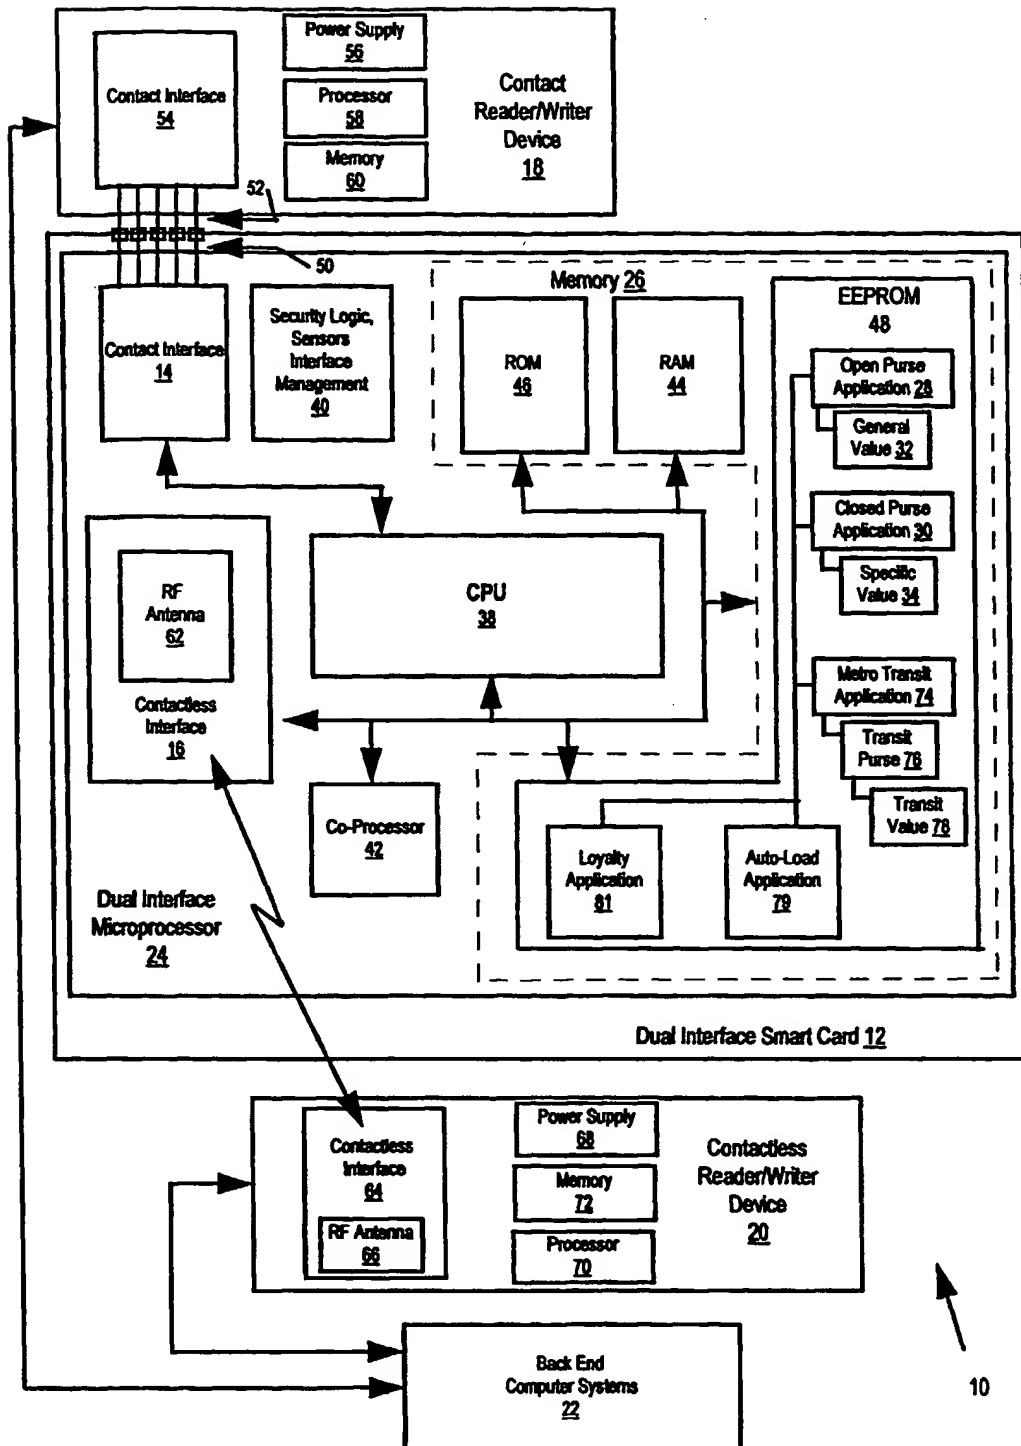 Power Supply
56
Contact Interface
54
Processor
58
Memory
60
Contact
Reader/Writer
Device
18
52
50
Contact Interface
14
Security Logic,
Sensors
Interface
Management
40
Memory 26
ROM
46
RAM
44
EEPROM
48
Open Purse
Application 28
General
Value 32
Closed Purse
Application 30
Specific
Value 34
Metro Transit
Application 74
Transit
Purse 76
Transit
Value 78
RF
Antenna
62
Contactless
Interface
16
CPU
38
Co-Processor
42
Loyalty
Application
81
Auto-Load
Application
79
Dual Interface
Microprocessor
24
Dual Interface Smart Card 12
Contactless
Interface
64
RF Antenna
66
Power Supply
68
Memory
72
Processor
70
Contactless
Reader/Writer
Device
20
Back End
Computer Systems
22
10